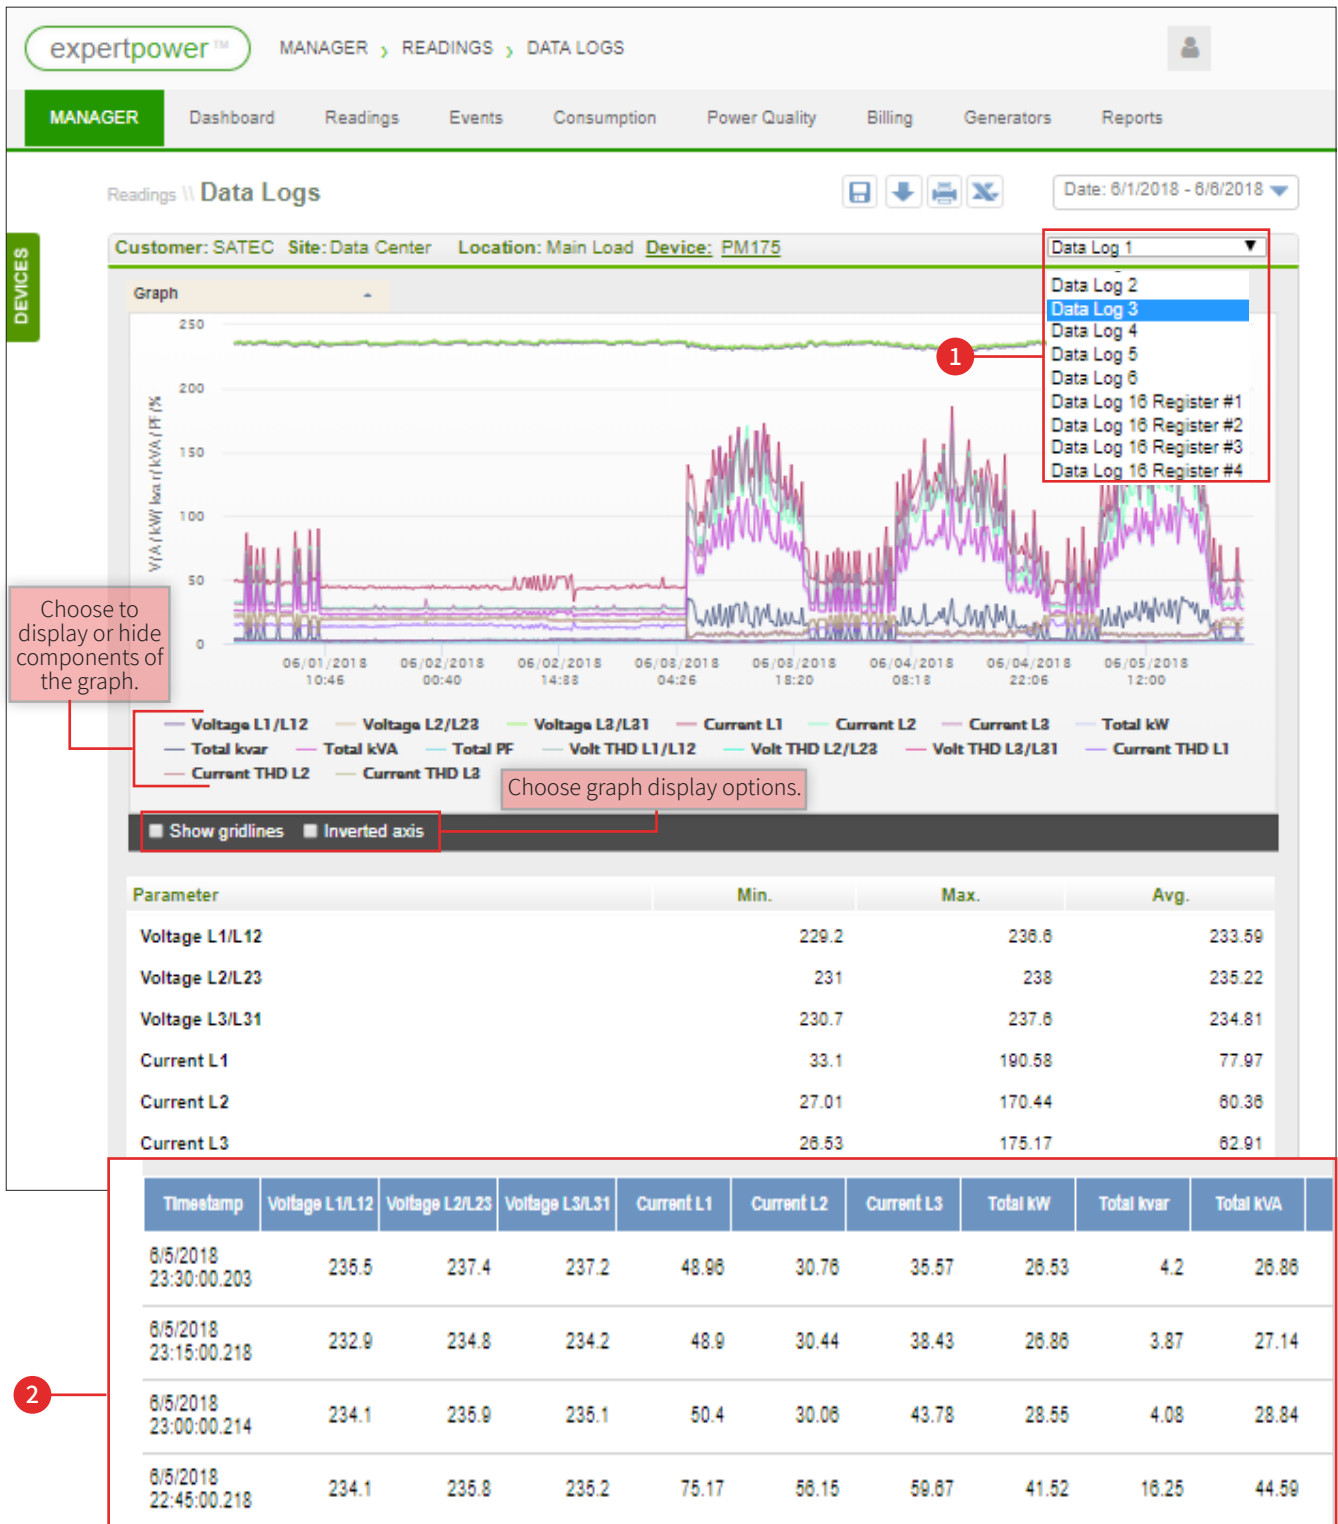 expertpower™ MANAGER › READINGS › DATA LOGS
MANAGER Dashboard Readings Events Consumption Power Quality Billing Generators Reports
Readings \\ Data Logs
Date: 6/1/2018 - 6/6/2018
DEVICES
Customer: SATEC Site: Data Center Location: Main Load Device: PM175
Data Log 1
Data Log 2
Data Log 3
Data Log 4
Data Log 5
Data Log 6
Data Log 16 Register #1
Data Log 16 Register #2
Data Log 16 Register #3
Data Log 16 Register #4
1
Graph
V/A/kW/kvar/kVA/PF/%
250
200
150
100
50
0
06/01/2018 06/02/2018 06/02/2018 06/03/2018 06/03/2018 06/04/2018 06/04/2018 06/05/2018
10:46 00:40 14:33 04:26 18:20 08:13 22:06 12:00
Choose to
display or hide
components of
the graph.
Voltage L1/L12 Voltage L2/L23 Voltage L3/L31 Current L1 Current L2 Current L3 Total kW
Total kvar Total kVA Total PF Volt THD L1/L12 Volt THD L2/L23 Volt THD L3/L31 Current THD L1
Current THD L2 Current THD L3
Choose graph display options.
Show gridlines Inverted axis
Parameter Min. Max. Avg.
Voltage L1/L12 229.2 236.6 233.59
Voltage L2/L23 231 238 235.22
Voltage L3/L31 230.7 237.6 234.81
Current L1 33.1 190.58 77.97
Current L2 27.01 170.44 60.36
Current L3 26.53 175.17 62.91
Timestamp Voltage L1/L12 Voltage L2/L23 Voltage L3/L31 Current L1 Current L2 Current L3 Total kW Total kvar Total kVA
6/5/2018
23:30:00.203 235.5 237.4 237.2 48.96 30.76 35.57 26.53 4.2 26.86
6/5/2018
23:15:00.218 232.9 234.8 234.2 48.9 30.44 38.43 26.86 3.87 27.14
2
6/5/2018
23:00:00.214 234.1 235.9 235.1 50.4 30.06 43.78 28.55 4.08 28.84
6/5/2018
22:45:00.218 234.1 235.8 235.2 75.17 56.15 59.67 41.52 16.25 44.59